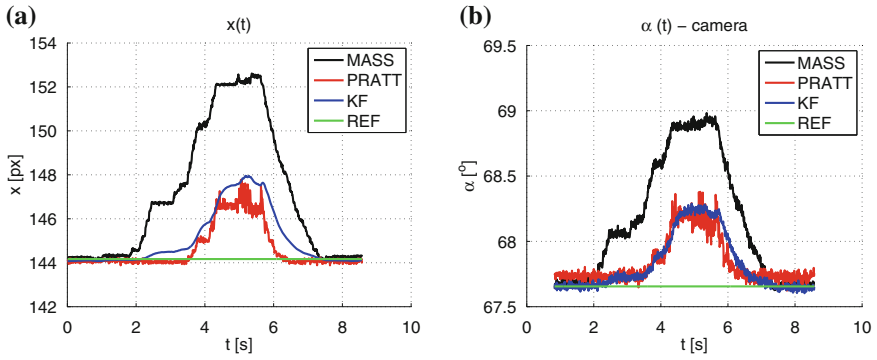 (a)
x(t)
154
152
150
148
146
144
142
x [px]
0
2
4
6
8
10
t [s]
MASS
PRATT
KF
REF
(b)
α (t) − camera
69.5
69
68.5
68
67.5
α [°]
0
2
4
6
8
10
t [s]
MASS
PRATT
KF
REF